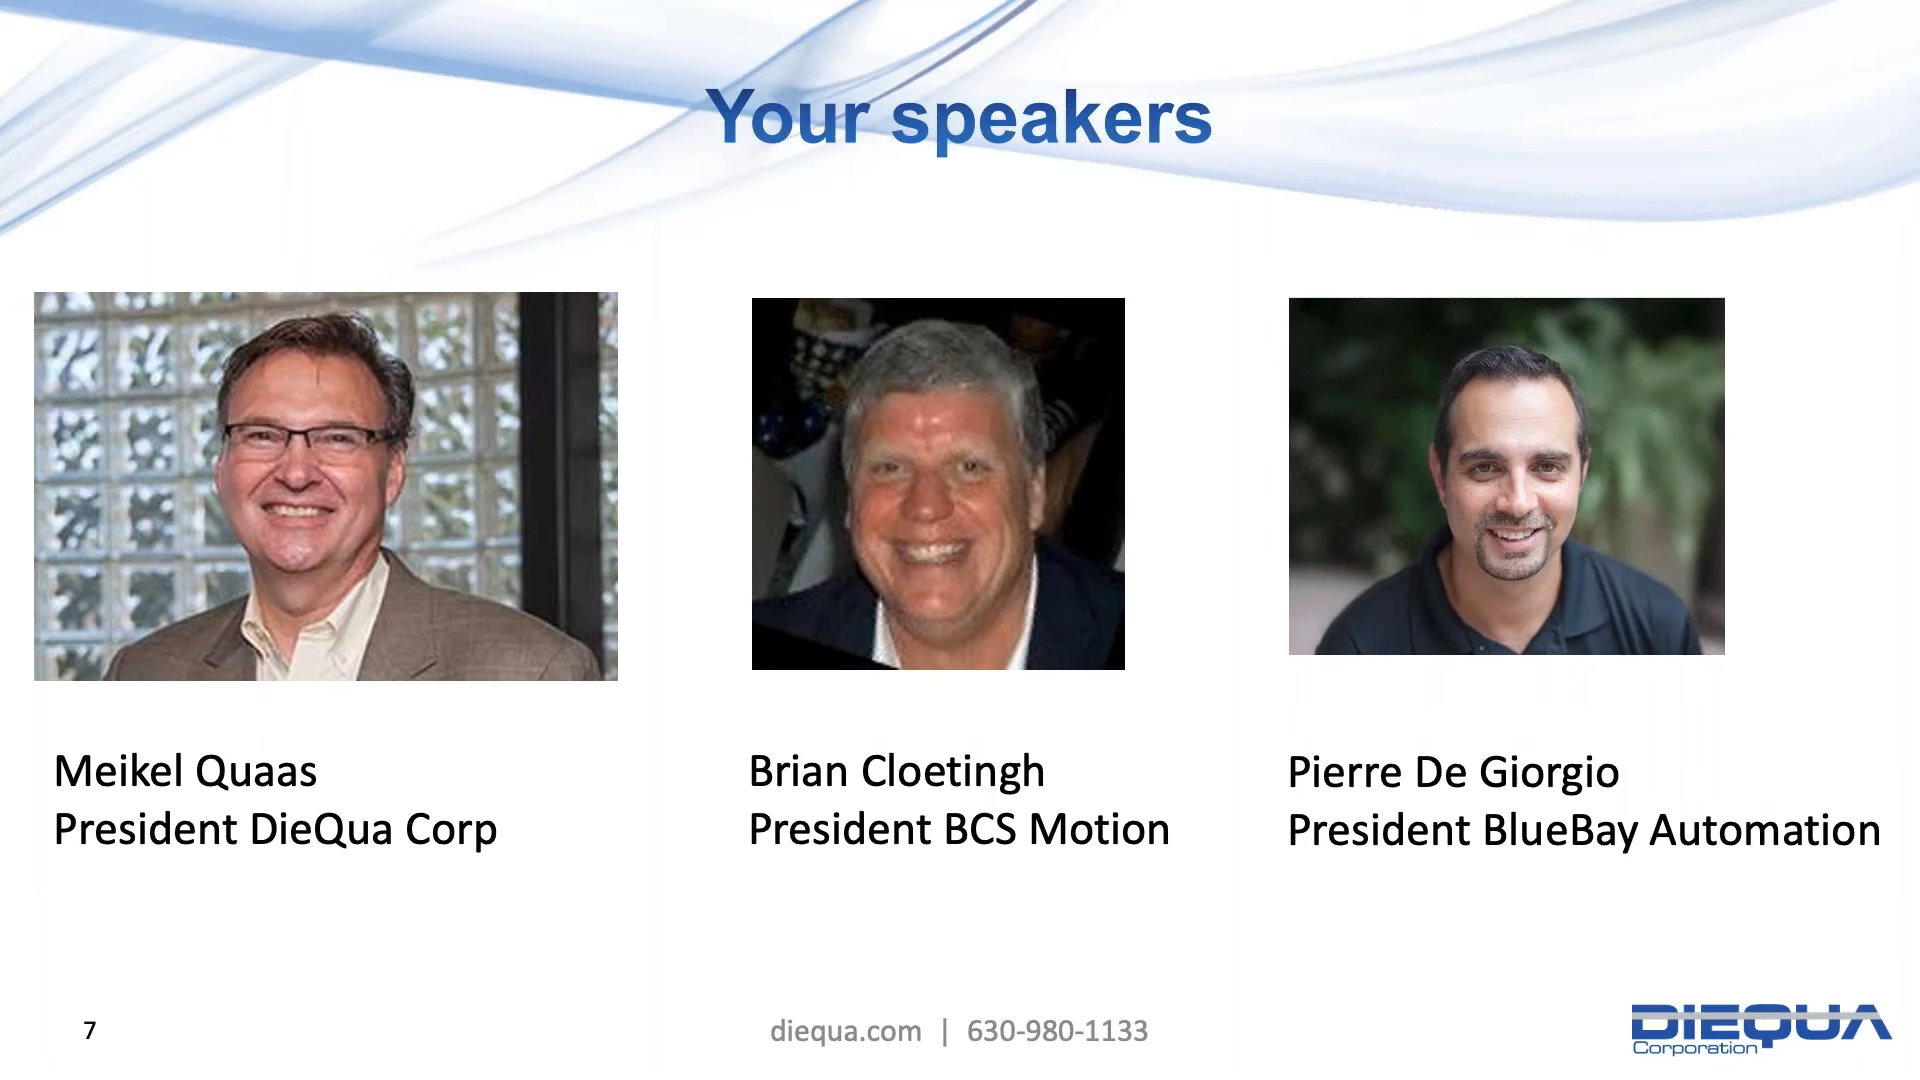 Your speakers
Meikel Quaas
President DieQua Corp
Brian Cloetingh
President BCS Motion
Pierre De Giorgio
President BlueBay Automation
7
diequa.com | 630-980-1133
DIEQUA
Corporation